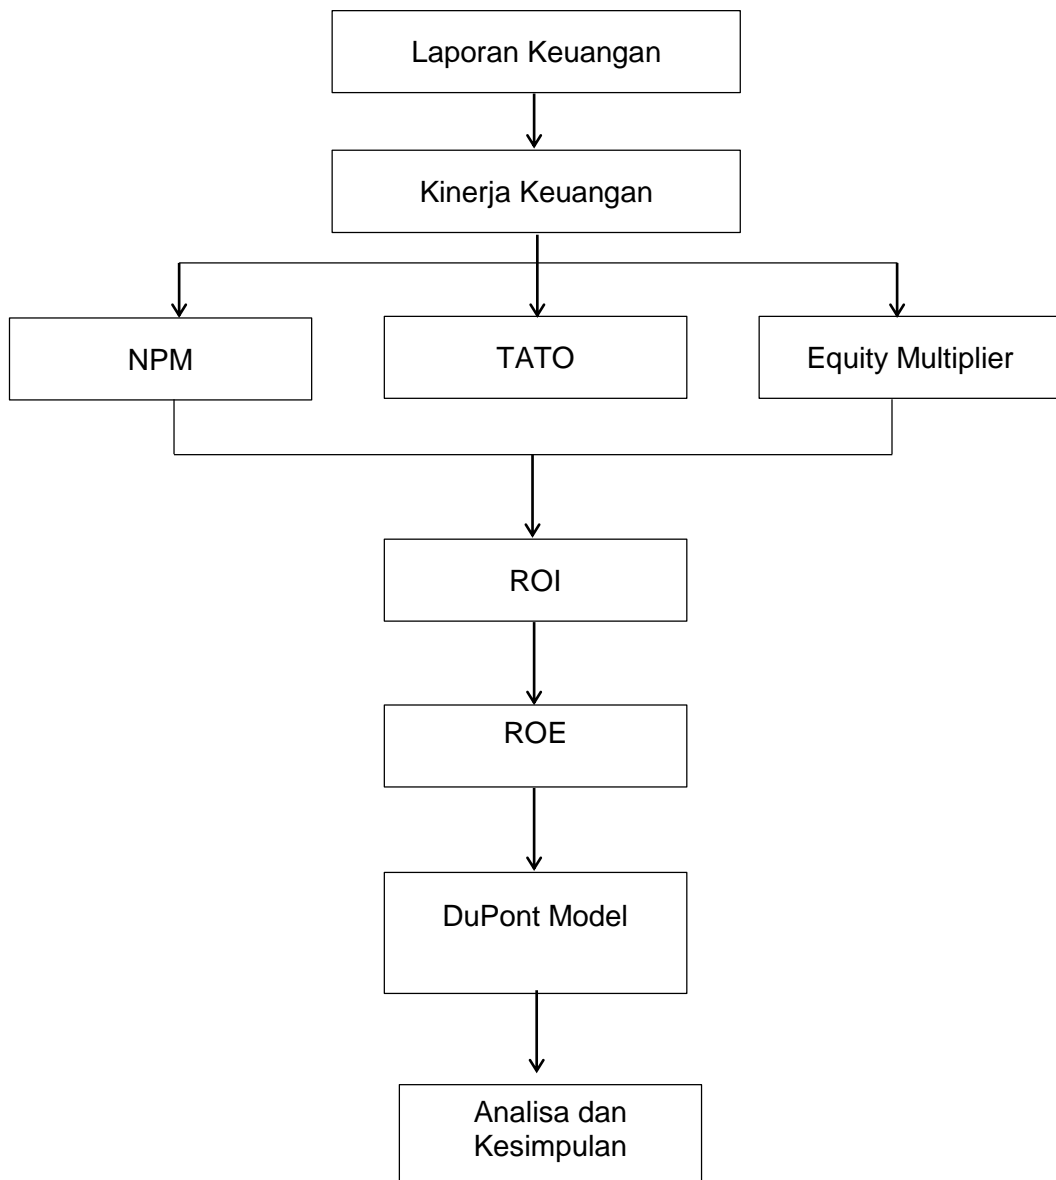 Laporan Keuangan
Kinerja Keuangan
NPM
TATO
Equity Multiplier
ROI
ROE
DuPont Model
Analisa dan
Kesimpulan